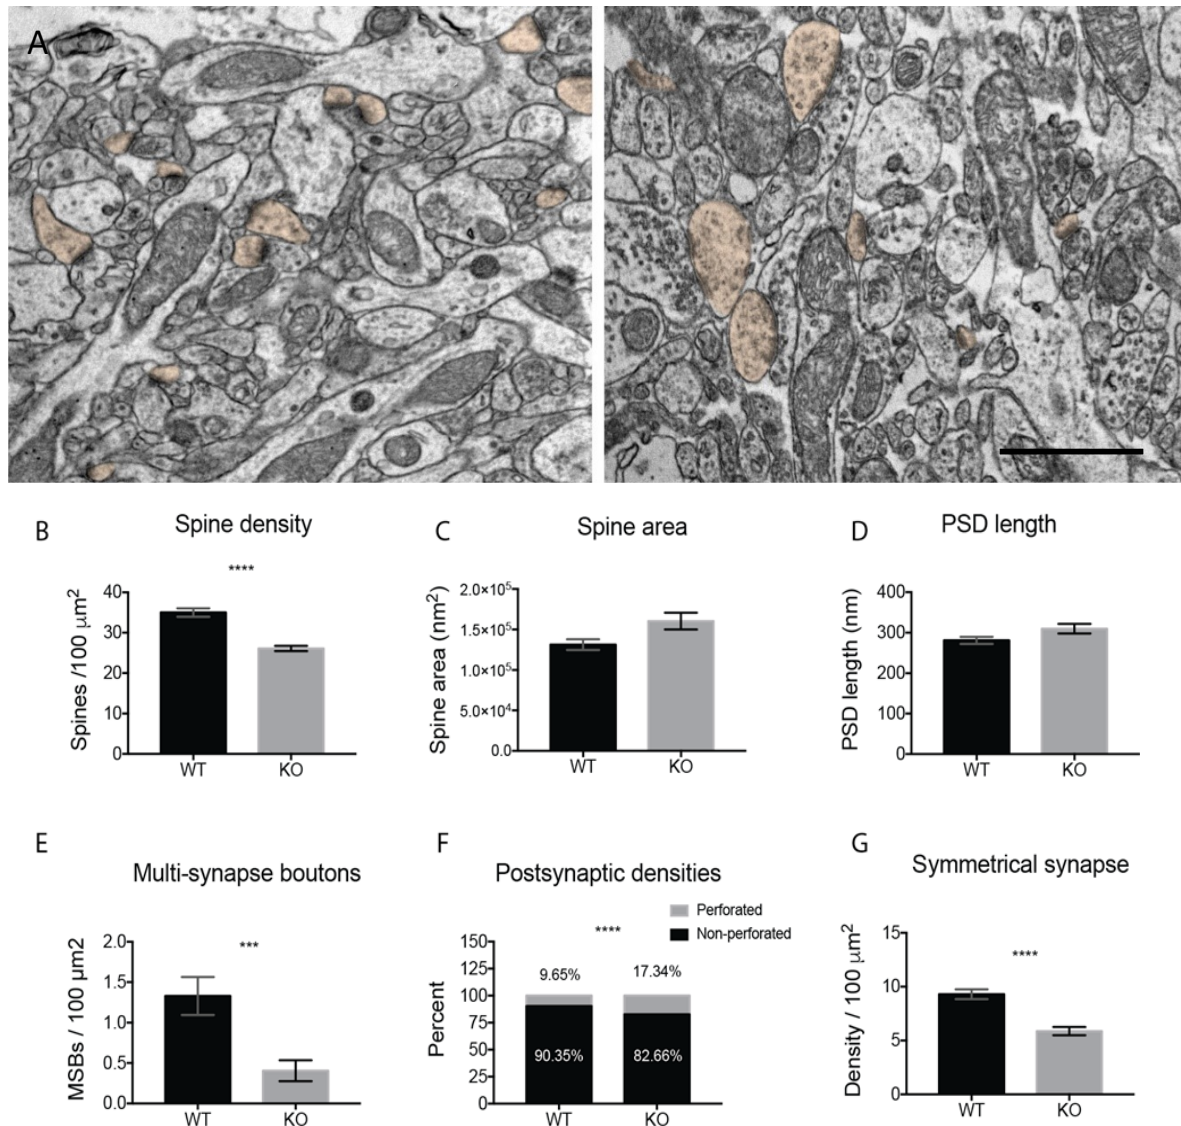 A
B
Spine density
****
Spines /100 μm²
40
30
20
10
0
WT
KO
C
Spine area
Spine area (nm²)
2.0×10⁵
1.5×10⁵
1.0×10⁵
5.0×10⁴
0.0
WT
KO
D
PSD length
PSD length (nm)
400
300
200
100
0
WT
KO
E
Multi-synapse boutons
***
MSBs / 100 μm2
2.0
1.5
1.0
0.5
0.0
WT
KO
F
Postsynaptic densities
Perforated
Non-perforated
****
Percent
150
125
100
75
50
25
0
9.65%
17.34%
90.35%
82.66%
WT
KO
G
Symmetrical synapse
****
Density / 100 μm²
15
10
5
0
WT
KO